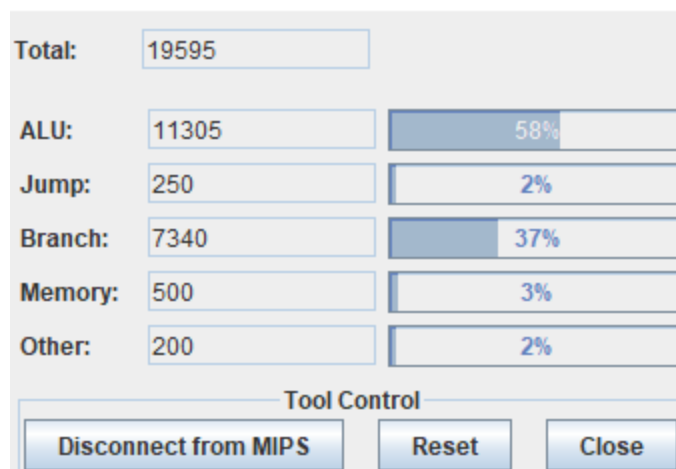 Total: 19595
ALU: 11305 58%
Jump: 250 2%
Branch: 7340 37%
Memory: 500 3%
Other: 200 2%
Tool Control
Disconnect from MIPS Reset Close